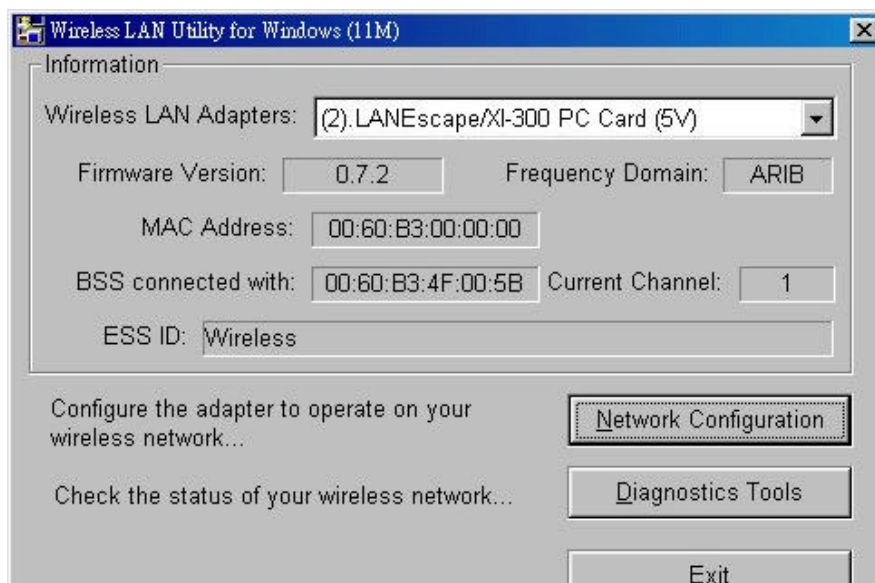 Wireless LAN Utility for Windows (11M)
Information
Wireless LAN Adapters: (2).LANEscape/XI-300 PC Card (5V)
Firmware Version: 0.7.2 Frequency Domain: ARIB
MAC Address: 00:60:B3:00:00:00
BSS connected with: 00:60:B3:4F:00:5B Current Channel: 1
ESS ID: Wireless
Configure the adapter to operate on your
wireless network...
Network Configuration
Check the status of your wireless network...
Diagnostics Tools
Exit